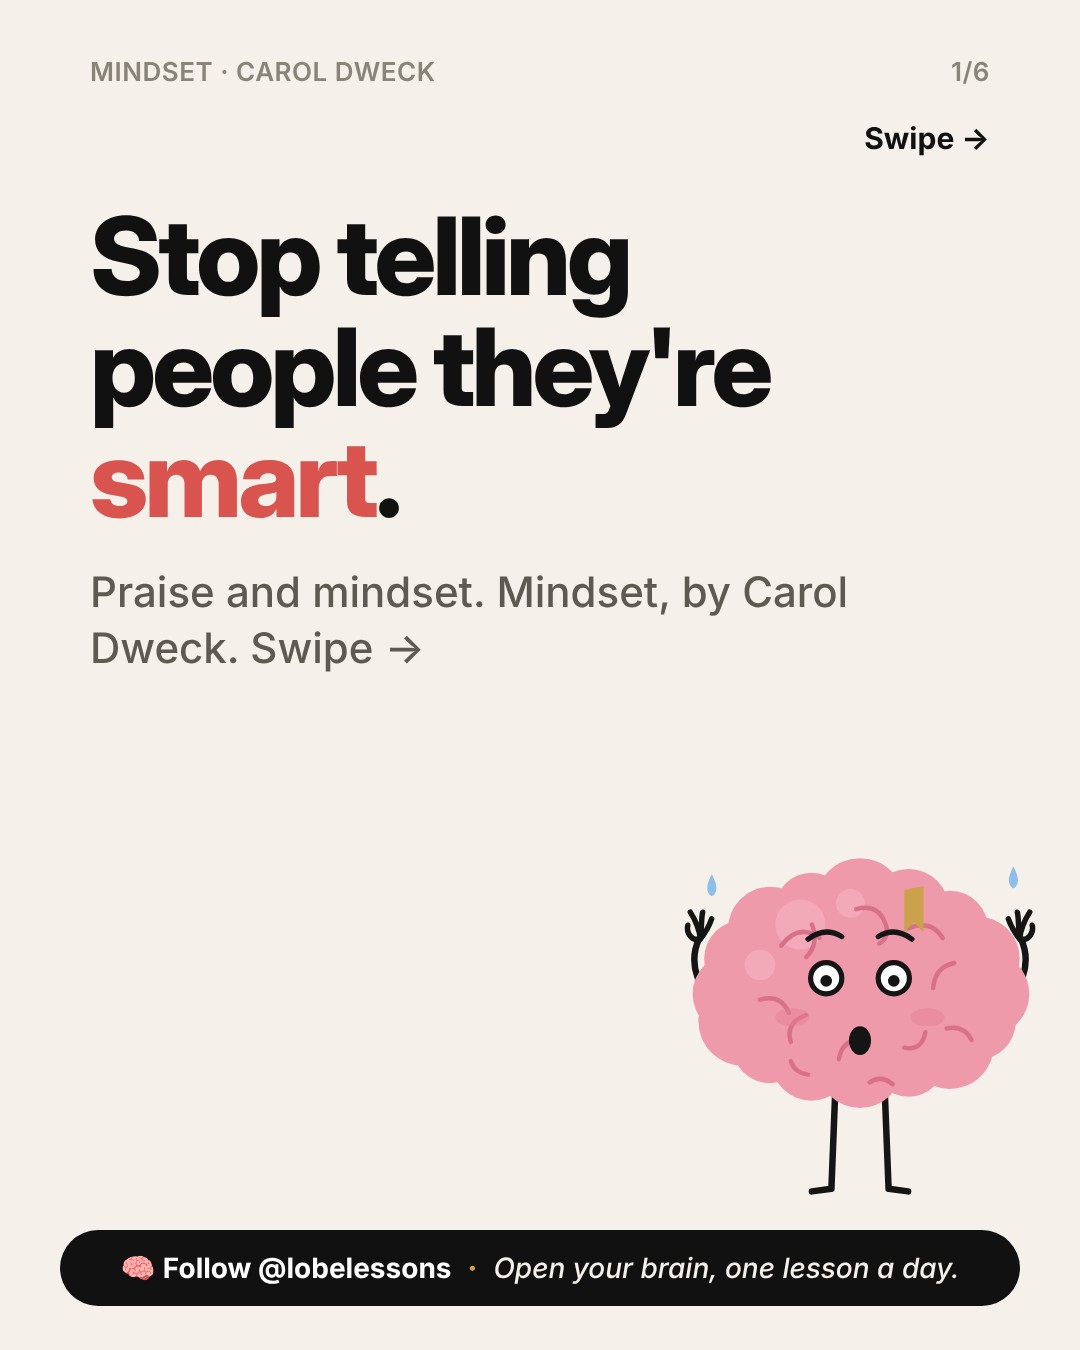 MINDSET · CAROL DWECK
1/6
Swipe →
Stop telling
people they're
smart.
Praise and mindset. Mindset, by Carol
Dweck. Swipe →
🧠 Follow @lobelessons · Open your brain, one lesson a day.